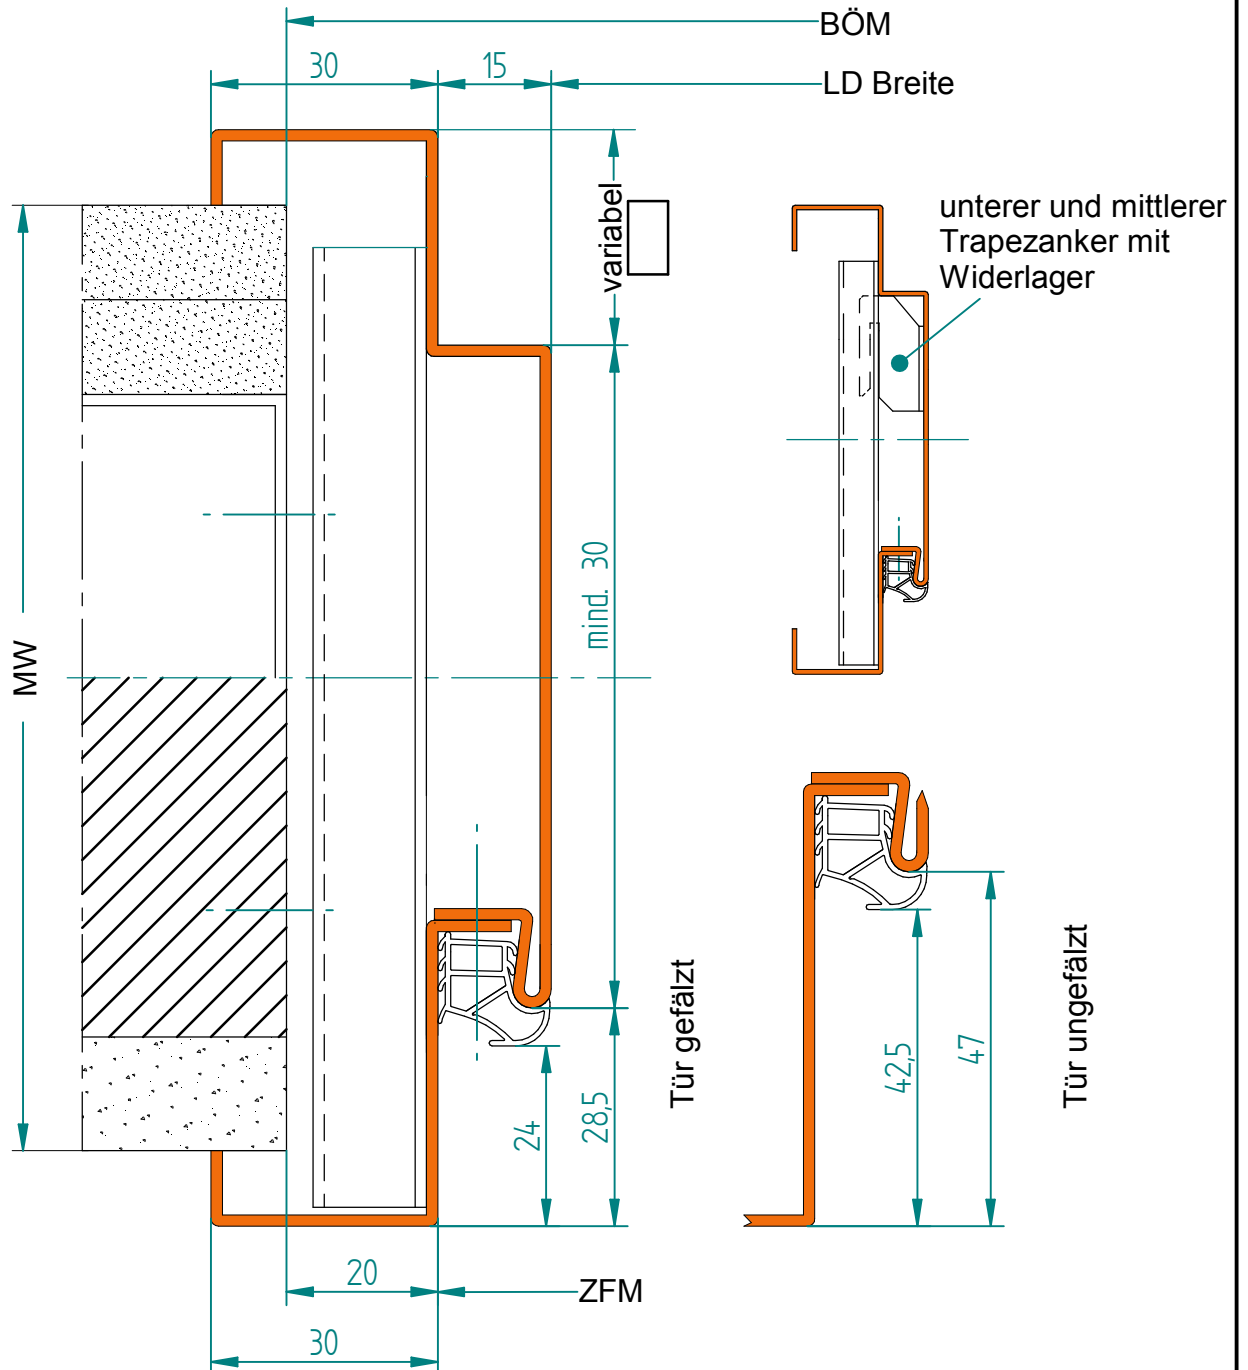 BÖM
30
15
LD Breite
variabel
unterer und mittlerer
Trapezanker mit
Widerlager
mind. 30
MW
Tür gefälzt
Tür ungefälzt
24
28,5
42,5
47
20
ZFM
30